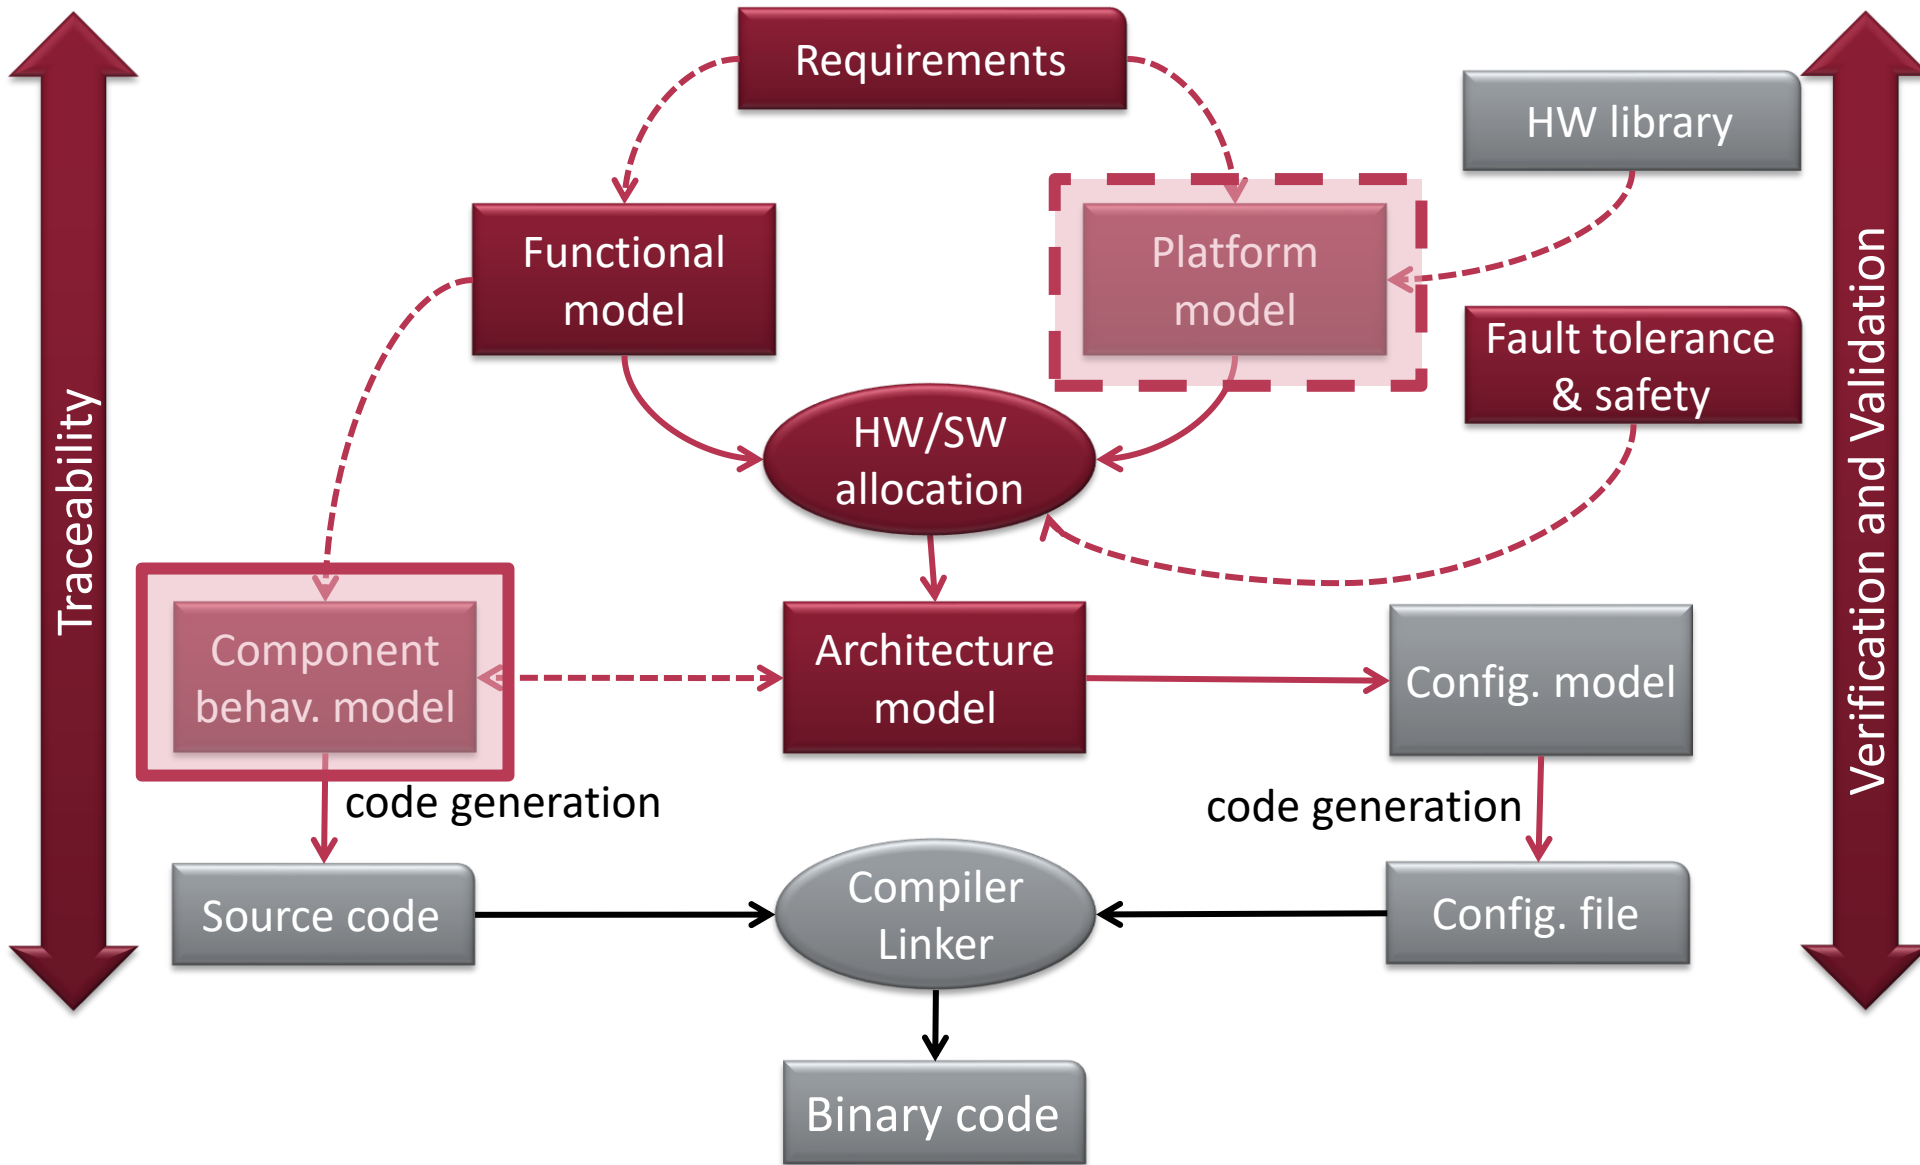 Requirements
HW library
Functional
model
Platform
model
Fault tolerance
& safety
HW/SW
allocation
Traceability
Verification and Validation
Component
behav. model
Architecture
model
Config. model
code generation
code generation
Source code
Compiler
Linker
Config. file
Binary code